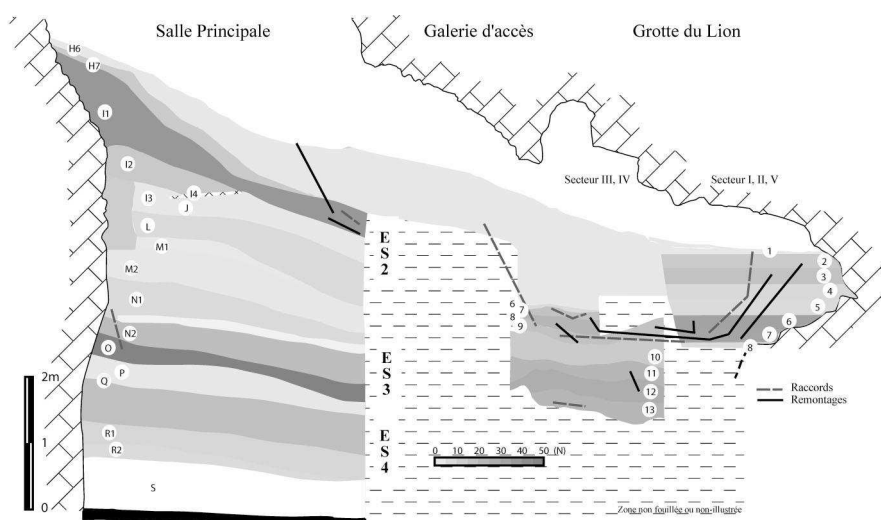 Salle Principale
Galerie d'accès
Grotte du Lion
H6
H7
I1
I2
I3
I4
J
L
M1
M2
N1
N2
O
P
Q
R1
R2
S
E
S
2
E
S
3
E
S
4
Secteur III, IV
Secteur I, II, V
1
2
3
4
5
6
7
8
6
7
8
9
10
11
12
13
2m
1
0
0 10 20 30 40 50 (N)
Raccords
Remontages
Zone non fouillée ou non-illustrée